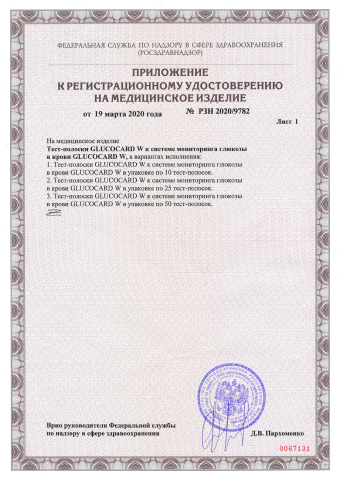 ФЕДЕРАЛЬНАЯ СЛУЖБА ПО НАДЗОРУ В СФЕРЕ ЗДРАВООХРАНЕНИЯ
(РОСЗДРАВНАДЗОР)
ПРИЛОЖЕНИЕ
К РЕГИСТРАЦИОННОМУ УДОСТОВЕРЕНИЮ
НА МЕДИЦИНСКОЕ ИЗДЕЛИЕ
от 19 марта 2020 года № РЗН 2020/9782
Лист 1
На медицинское изделие
Тест-полоски GLUCOCARD W к системе мониторинга глюкозы
в крови GLUCOCARD W, в вариантах исполнения:
1. Тест-полоски GLUCOCARD W к системе мониторинга глюкозы
в крови GLUCOCARD W в упаковке по 10 тест-полосок.
2. Тест-полоски GLUCOCARD W к системе мониторинга глюкозы
в крови GLUCOCARD W в упаковке по 25 тест-полосок.
3. Тест-полоски GLUCOCARD W к системе мониторинга глюкозы
в крови GLUCOCARD W в упаковке по 50 тест-полосок.
Врио руководителя Федеральной службы
по надзору в сфере здравоохранения Д.В. Пархоменко
0067131